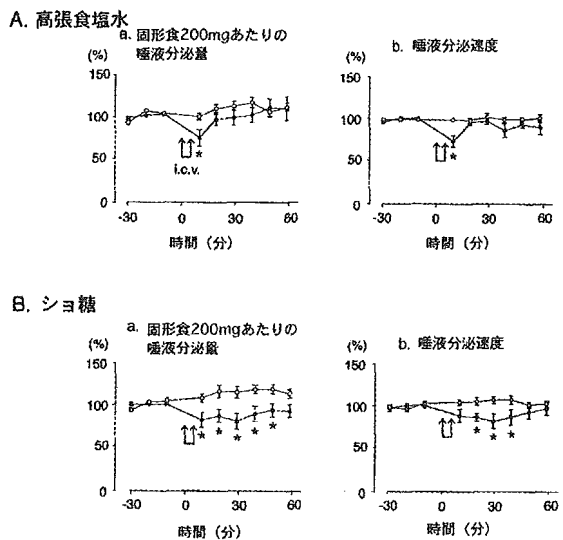 A. 高張食塩水
a. 固形食200mgあたりの
唾液分泌量
b. 唾液分泌速度
(%)
(%)
150
100
50
0
i.c.v.
*
-30 0 30 60
時間（分）
150
100
50
0
*
-30 0 30 60
時間（分）
B. ショ糖
a. 固形食200mgあたりの
唾液分泌量
b. 唾液分泌速度
(%)
(%)
150
100
50
0
* * * * *
-30 0 30 60
時間（分）
150
100
50
0
* * *
-30 0 30 60
時間（分）